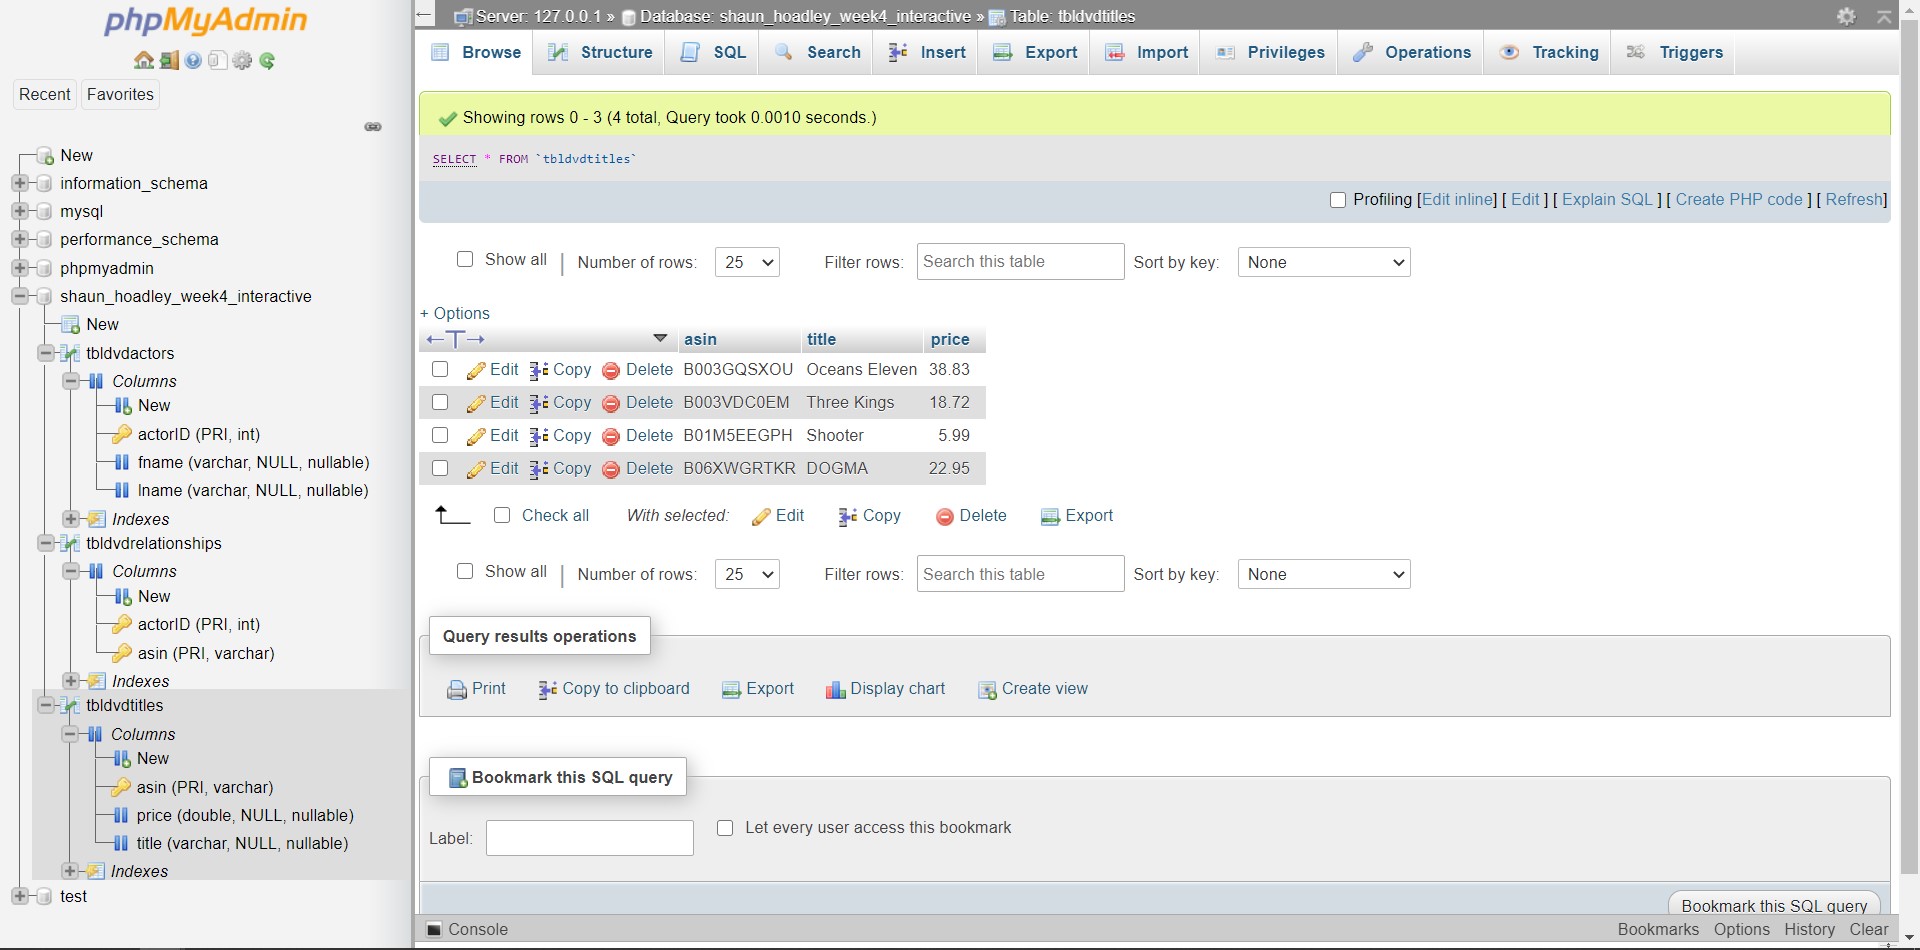 phpMyAdmin
Recent Favorites
New
information_schema
mysql
performance_schema
phpmyadmin
shaun_hoadley_week4_interactive
New
tbldvdactors
Columns
New
actorID (PRI, int)
fname (varchar, NULL, nullable)
lname (varchar, NULL, nullable)
Indexes
tbldvdrelationships
Columns
New
actorID (PRI, int)
asin (PRI, varchar)
Indexes
tbldvdtitles
Columns
New
asin (PRI, varchar)
price (double, NULL, nullable)
title (varchar, NULL, nullable)
Indexes
test
Server: 127.0.0.1 » Database: shaun_hoadley_week4_interactive » Table: tbldvdtitles
Browse Structure SQL Search Insert Export Import Privileges Operations Tracking Triggers
Showing rows 0 - 3 (4 total, Query took 0.0010 seconds.)
SELECT * FROM `tbldvdtitles`
Profiling [Edit inline] [ Edit ] [ Explain SQL ] [ Create PHP code ] [ Refresh]
Show all | Number of rows: 25 Filter rows: Search this table Sort by key: None
+ Options
←T→ asin title price
Edit Copy Delete B003GQSXOU Oceans Eleven 38.83
Edit Copy Delete B003VDC0EM Three Kings 18.72
Edit Copy Delete B01M5EEGPH Shooter 5.99
Edit Copy Delete B06XWGRTKR DOGMA 22.95
Check all With selected: Edit Copy Delete Export
Show all | Number of rows: 25 Filter rows: Search this table Sort by key: None
Query results operations
Print Copy to clipboard Export Display chart Create view
Bookmark this SQL query
Label: Let every user access this bookmark
Bookmark this SQL query
Console Bookmarks Options History Clear